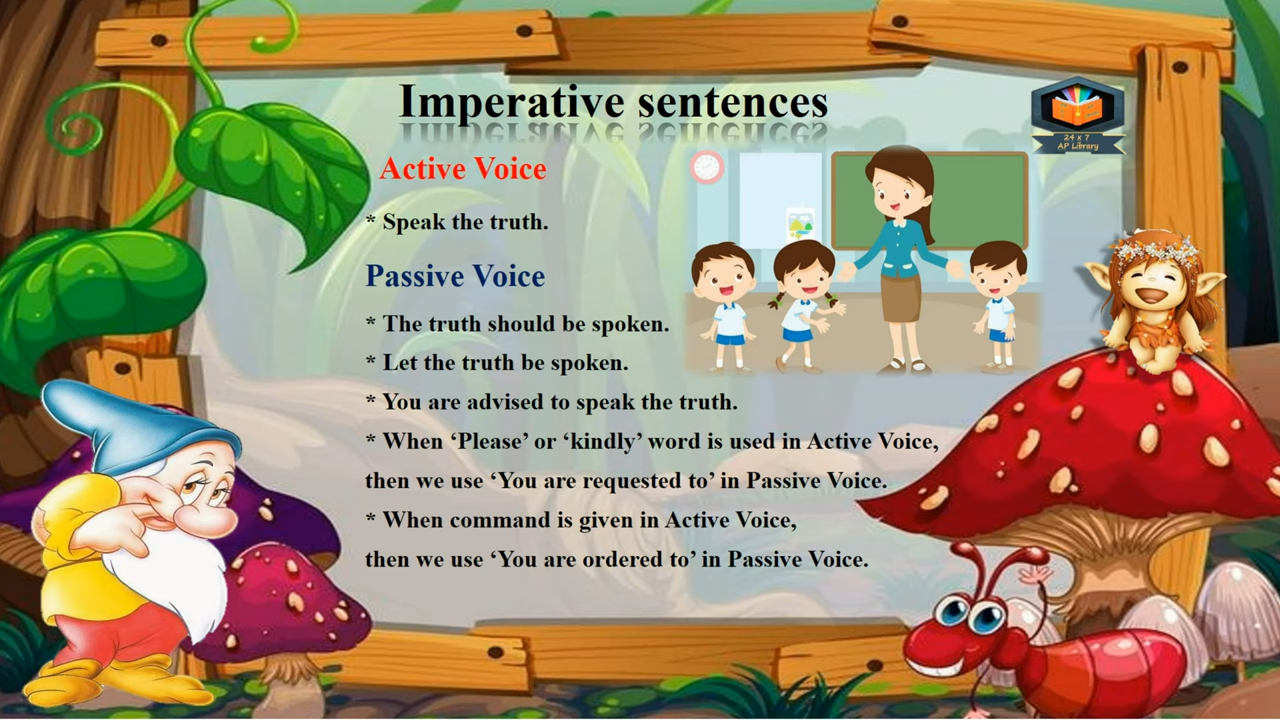 Imperative sentences
24 x 7
AP Library
Active Voice
* Speak the truth.
Passive Voice
* The truth should be spoken.
* Let the truth be spoken.
* You are advised to speak the truth.
* When ‘Please’ or ‘kindly’ word is used in Active Voice,
then we use ‘You are requested to’ in Passive Voice.
* When command is given in Active Voice,
then we use ‘You are ordered to’ in Passive Voice.